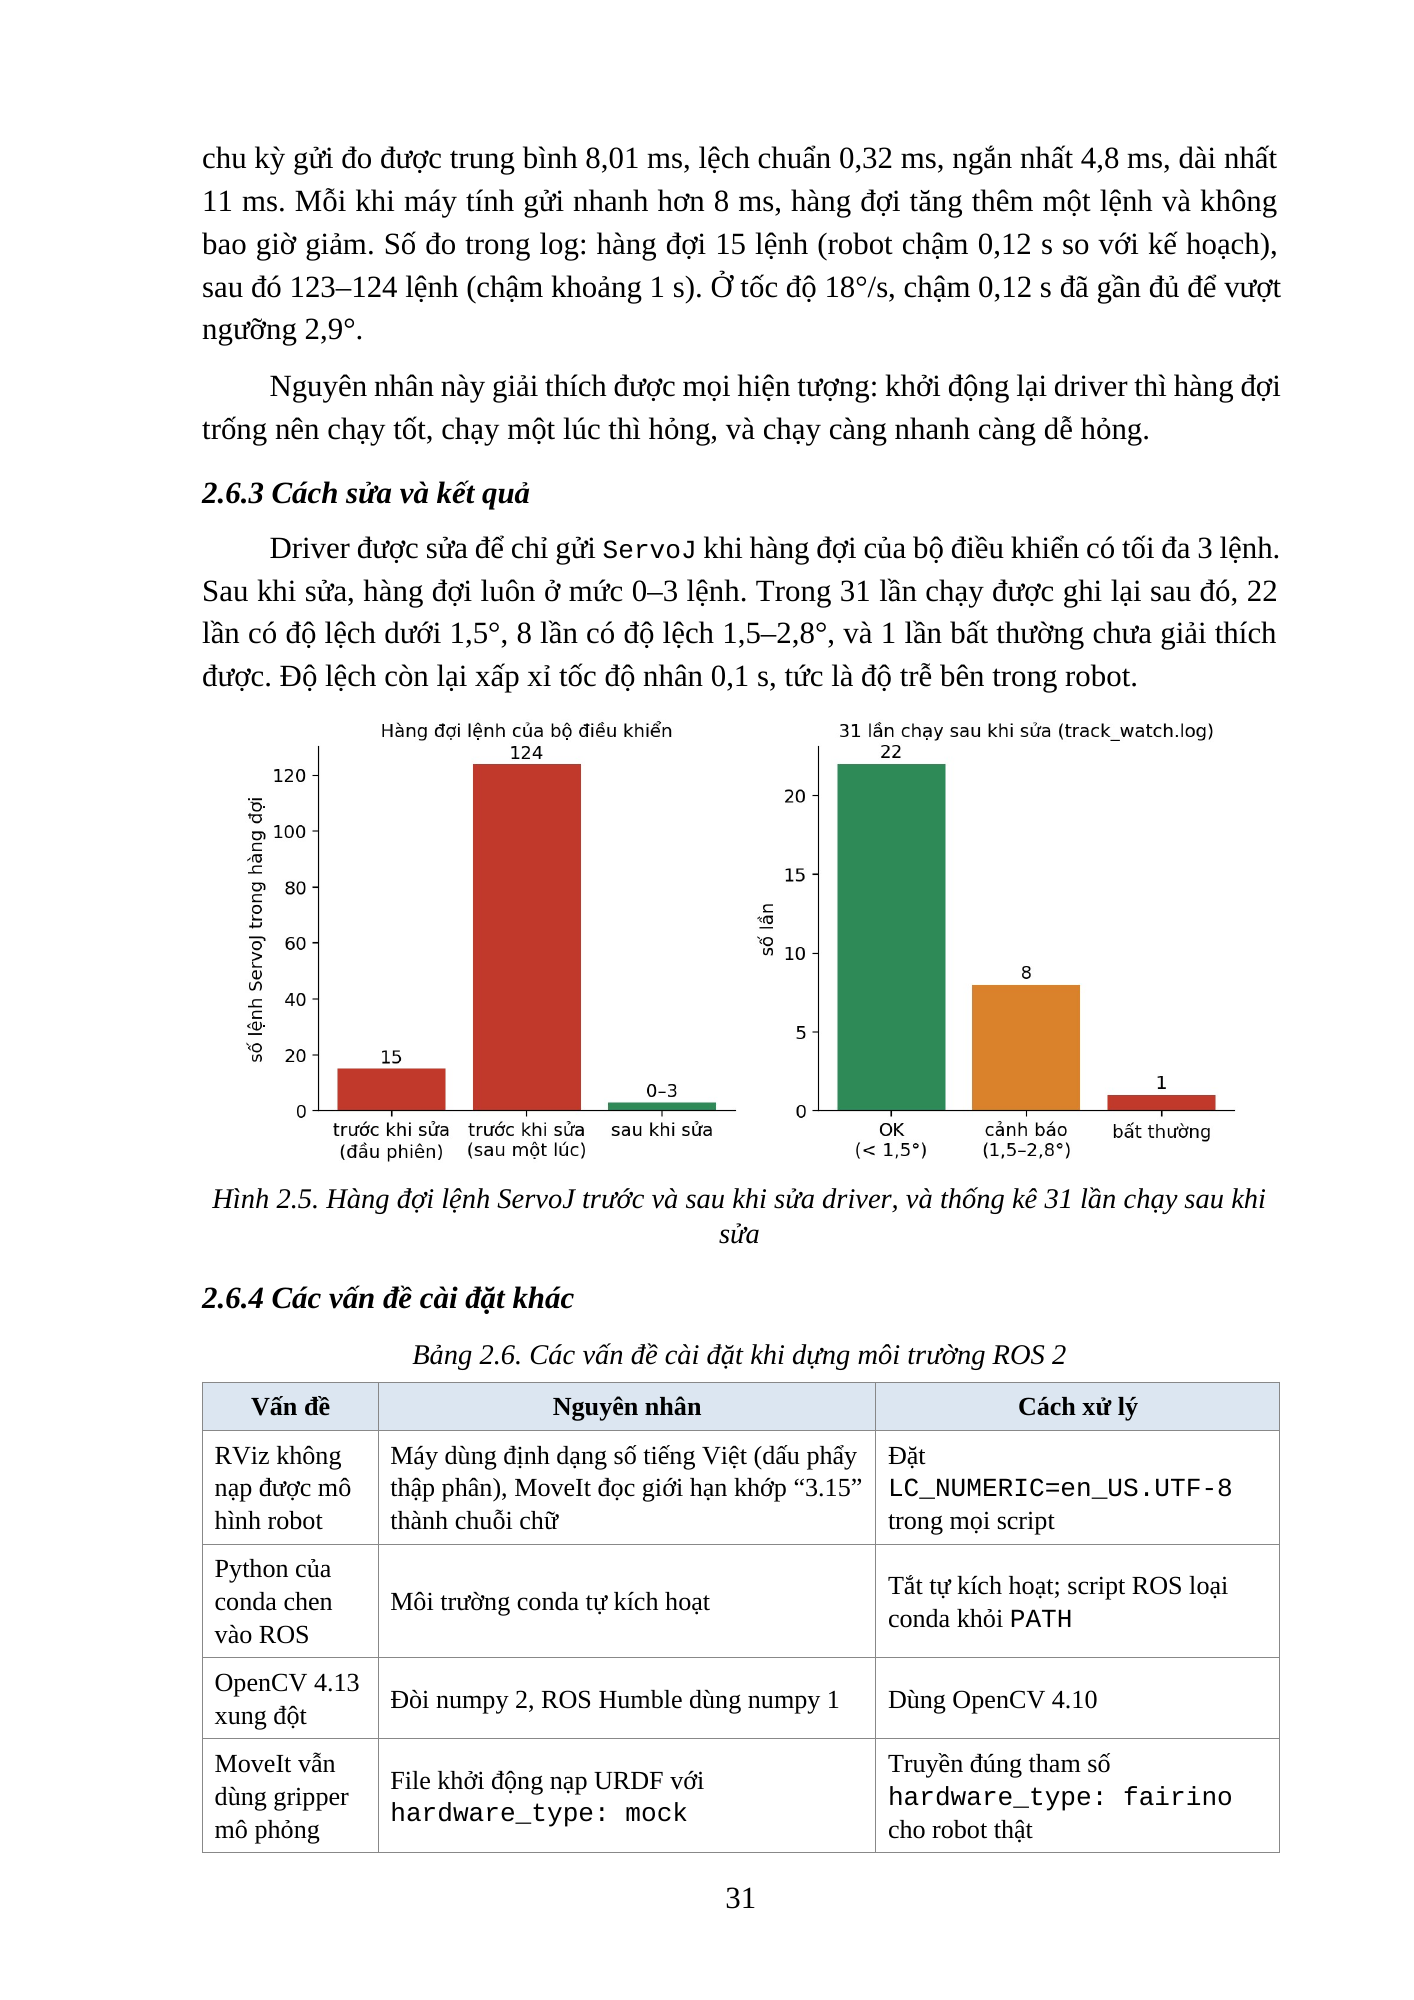 chu kỳ gửi đo được trung bình 8,01 ms, lệch chuẩn 0,32 ms, ngắn nhất 4,8 ms, dài nhất
11 ms. Mỗi khi máy tính gửi nhanh hơn 8 ms, hàng đợi tăng thêm một lệnh và không
bao giờ giảm. Số đo trong log: hàng đợi 15 lệnh (robot chậm 0,12 s so với kế hoạch),
sau đó 123–124 lệnh (chậm khoảng 1 s). Ở tốc độ 18°/s, chậm 0,12 s đã gần đủ để vượt
ngưỡng 2,9°.
Nguyên nhân này giải thích được mọi hiện tượng: khởi động lại driver thì hàng đợi
trống nên chạy tốt, chạy một lúc thì hỏng, và chạy càng nhanh càng dễ hỏng.
2.6.3 Cách sửa và kết quả
Driver được sửa để chỉ gửi ServoJ khi hàng đợi của bộ điều khiển có tối đa 3 lệnh.
Sau khi sửa, hàng đợi luôn ở mức 0–3 lệnh. Trong 31 lần chạy được ghi lại sau đó, 22
lần có độ lệch dưới 1,5°, 8 lần có độ lệch 1,5–2,8°, và 1 lần bất thường chưa giải thích
được. Độ lệch còn lại xấp xỉ tốc độ nhân 0,1 s, tức là độ trễ bên trong robot.
Hàng đợi lệnh của bộ điều khiển
số lệnh ServoJ trong hàng đợi
120
100
80
60
40
20
0
15
124
0–3
trước khi sửa
(đầu phiên)
trước khi sửa
(sau một lúc)
sau khi sửa
31 lần chạy sau khi sửa (track_watch.log)
số lần
20
15
10
5
0
22
8
1
OK
(< 1,5°)
cảnh báo
(1,5–2,8°)
bất thường
Hình 2.5. Hàng đợi lệnh ServoJ trước và sau khi sửa driver, và thống kê 31 lần chạy sau khi
sửa
2.6.4 Các vấn đề cài đặt khác
Bảng 2.6. Các vấn đề cài đặt khi dựng môi trường ROS 2
Vấn đề
Nguyên nhân
Cách xử lý
RViz không
nạp được mô
hình robot
Máy dùng định dạng số tiếng Việt (dấu phẩy
thập phân), MoveIt đọc giới hạn khớp “3.15”
thành chuỗi chữ
Đặt
LC_NUMERIC=en_US.UTF-8
trong mọi script
Python của
conda chen
vào ROS
Môi trường conda tự kích hoạt
Tắt tự kích hoạt; script ROS loại
conda khỏi PATH
OpenCV 4.13
xung đột
Đòi numpy 2, ROS Humble dùng numpy 1
Dùng OpenCV 4.10
MoveIt vẫn
dùng gripper
mô phỏng
File khởi động nạp URDF với
hardware_type: mock
Truyền đúng tham số
hardware_type: fairino
cho robot thật
31